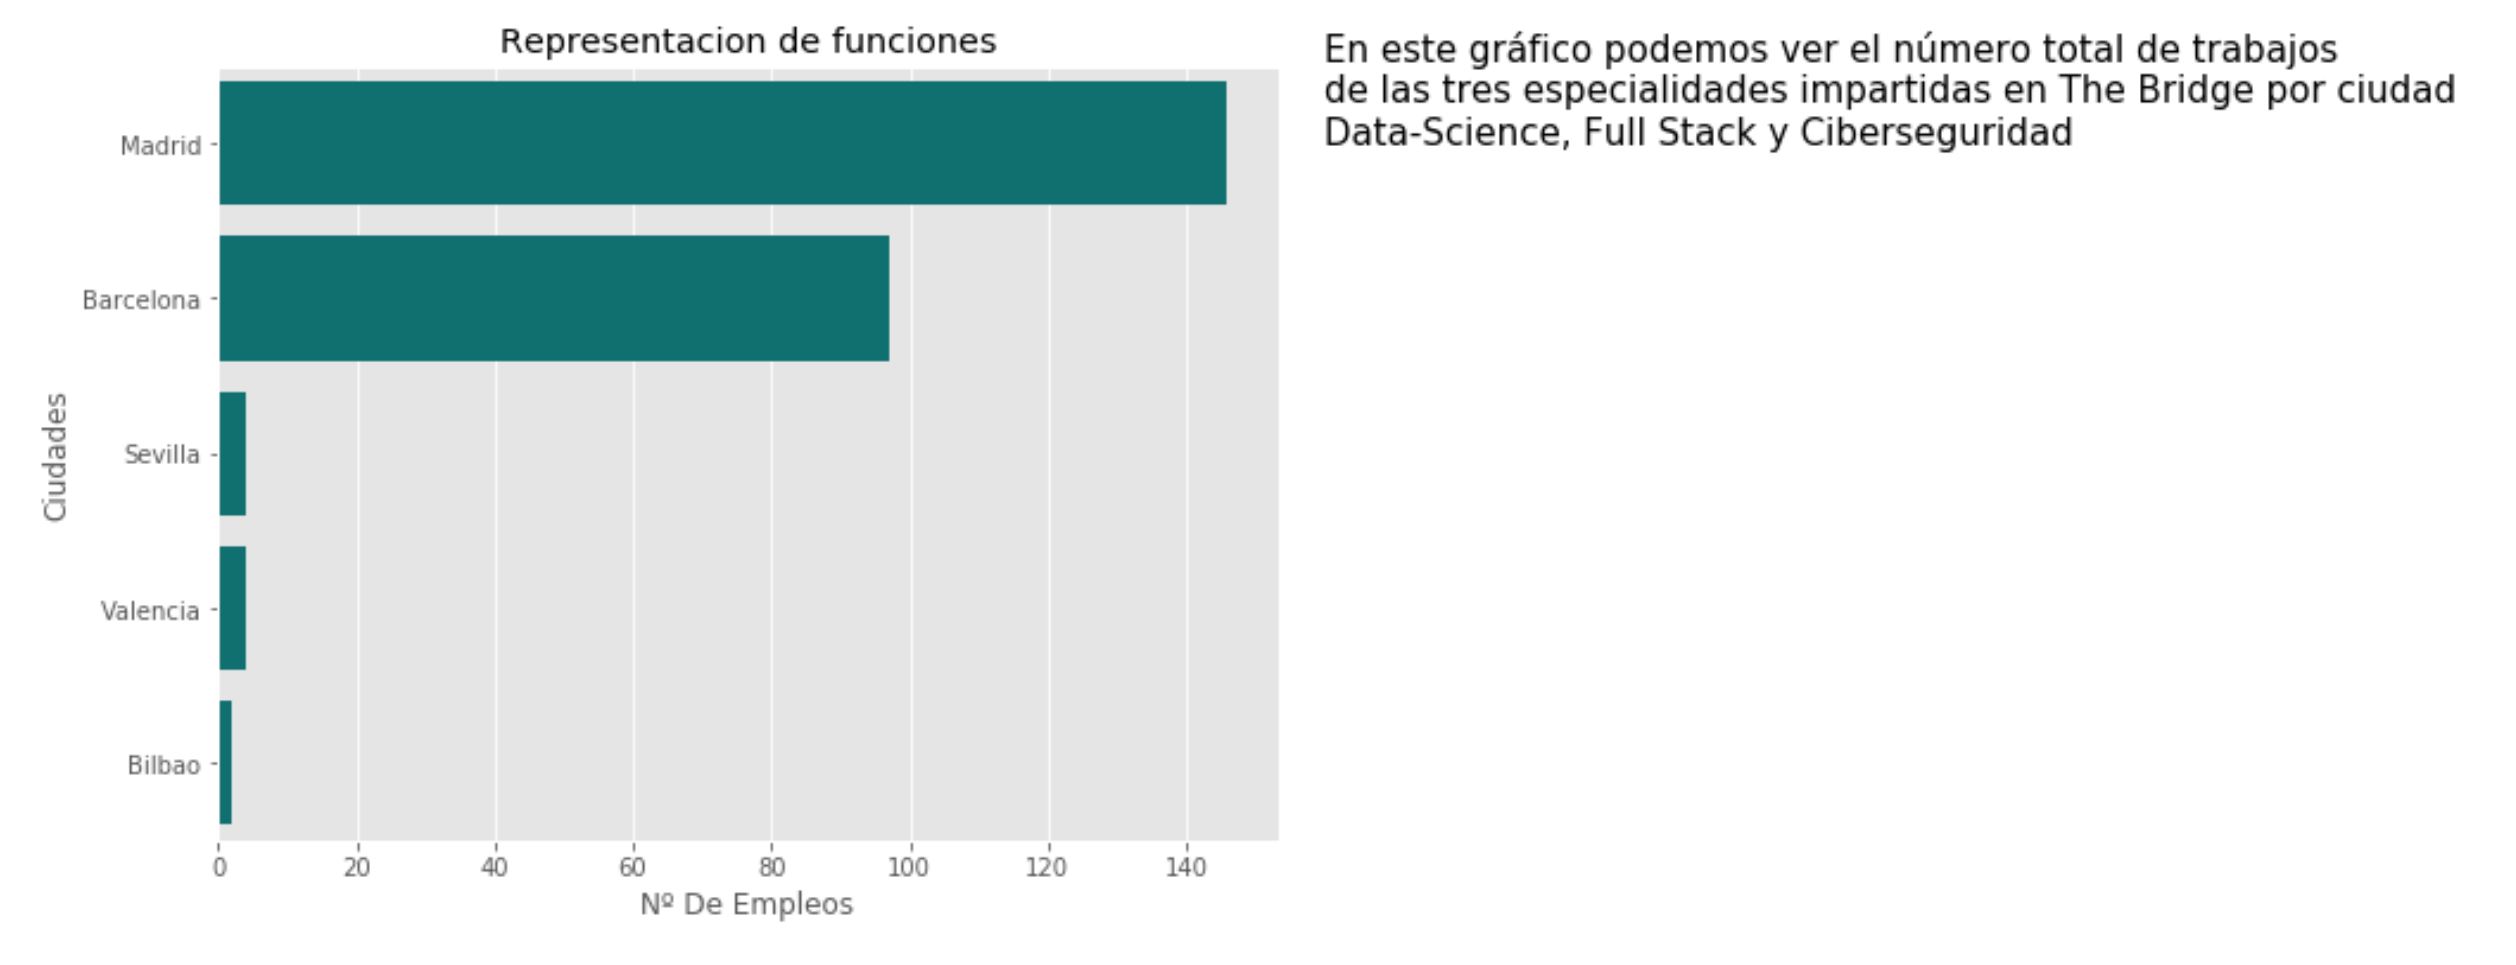 Representacion de funciones
En este gráfico podemos ver el número total de trabajos
de las tres especialidades impartidas en The Bridge por ciudad
Data-Science, Full Stack y Ciberseguridad
Ciudades
Madrid
Barcelona
Sevilla
Valencia
Bilbao
0 20 40 60 80 100 120 140
Nº De Empleos